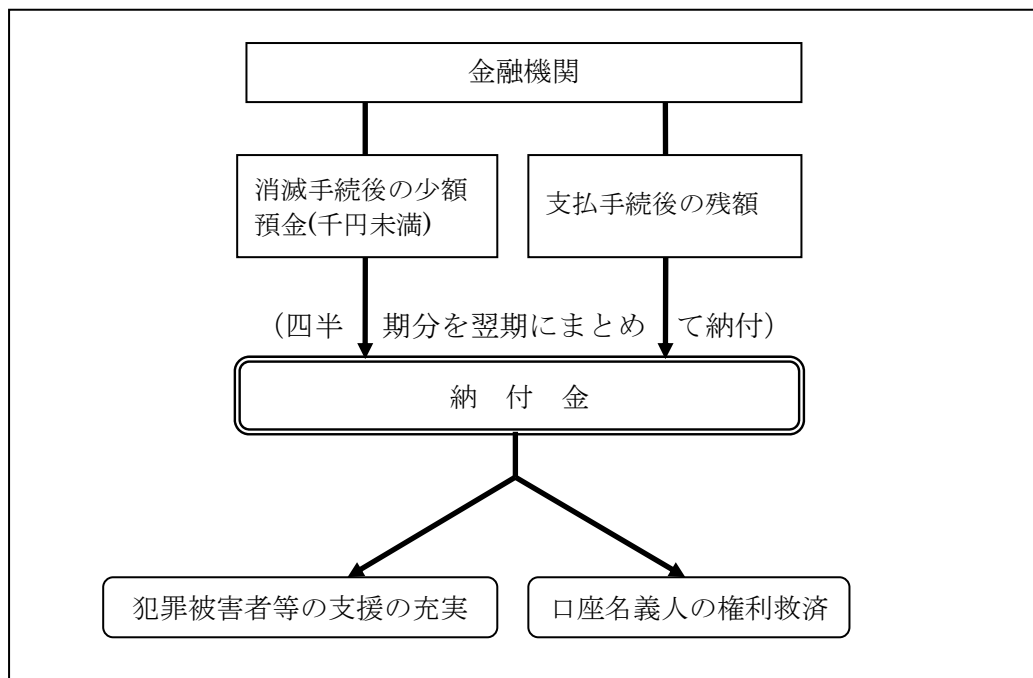 金融機関
消滅手続後の少額
預金(千円未満)
支払手続後の残額
（四半期分を翌期にまとめて納付）
納　付　金
犯罪被害者等の支援の充実
口座名義人の権利救済